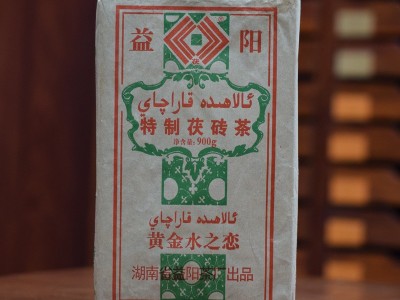 益 阳
茯
ئالاھىدە قاراچاي
特制茯砖茶
净含量:900g
ئالاھىدە قاراچاي
黄金水之恋
湖南省益阳茶厂出品